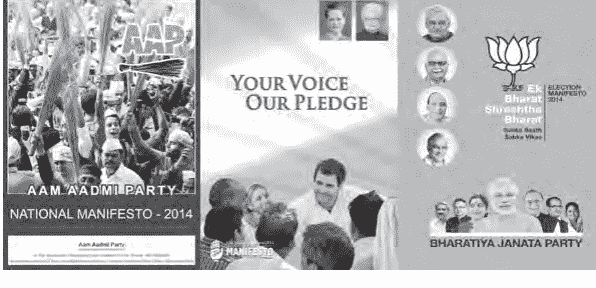 AAP
AAM AADMI PARTY
NATIONAL MANIFESTO - 2014
Aam Aadmi Party
YOUR VOICE
OUR PLEDGE
MANIFESTO
Ek
Bharat
Shreshtha
Bharat
Sabka Saath
Sabka Vikas
ELECTION
MANIFESTO
2014
BHARATIYA JANATA PARTY